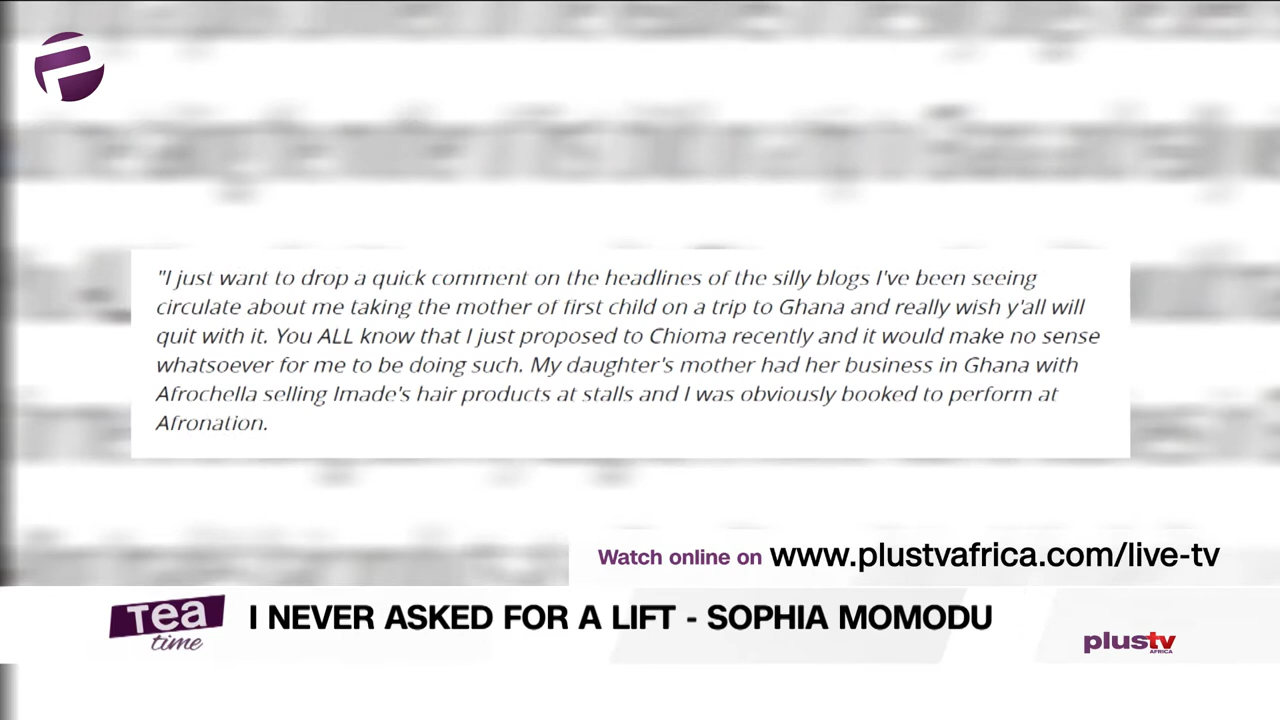 "I just want to drop a quick comment on the headlines of the silly blogs I've been seeing
circulate about me taking the mother of first child on a trip to Ghana and really wish y'all will
quit with it. You ALL know that I just proposed to Chioma recently and it would make no sense
whatsoever for me to be doing such. My daughter's mother had her business in Ghana with
Afrochella selling Imade's hair products at stalls and I was obviously booked to perform at
Afronation.
Watch online on www.plustvafrica.com/live-tv
Tea
time
I NEVER ASKED FOR A LIFT - SOPHIA MOMODU
plustv
AFRICA